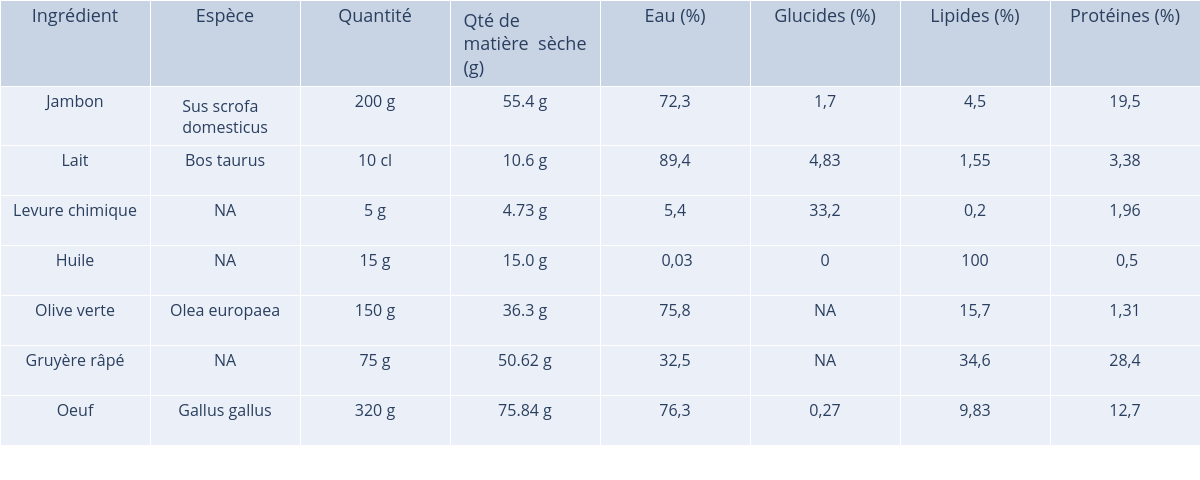 Ingrédient Espèce Quantité Qté de matière sèche (g) Eau (%) Glucides (%) Lipides (%) Protéines (%)
Jambon Sus scrofa domesticus 200 g 55.4 g 72,3 1,7 4,5 19,5
Lait Bos taurus 10 cl 10.6 g 89,4 4,83 1,55 3,38
Levure chimique NA 5 g 4.73 g 5,4 33,2 0,2 1,96
Huile NA 15 g 15.0 g 0,03 0 100 0,5
Olive verte Olea europaea 150 g 36.3 g 75,8 NA 15,7 1,31
Gruyère râpé NA 75 g 50.62 g 32,5 NA 34,6 28,4
Oeuf Gallus gallus 320 g 75.84 g 76,3 0,27 9,83 12,7